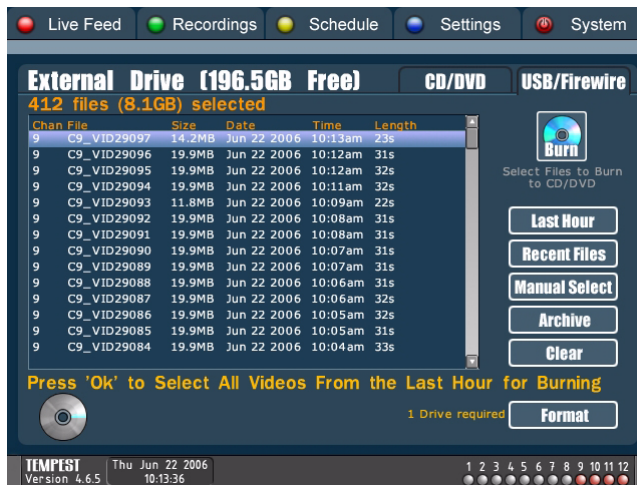 Live Feed Recordings Schedule Settings System
External Drive (196.5GB Free) CD/DVD USB/Firewire
412 files (8.1GB) selected
Chan File Size Date Time Length
9 C9_VID29097 14.2MB Jun 22 2006 10:13am 23s
9 C9_VID29096 19.9MB Jun 22 2006 10:12am 31s
9 C9_VID29095 19.9MB Jun 22 2006 10:12am 32s
9 C9_VID29094 19.9MB Jun 22 2006 10:11am 32s
9 C9_VID29093 11.8MB Jun 22 2006 10:09am 22s
9 C9_VID29092 19.9MB Jun 22 2006 10:08am 31s
9 C9_VID29091 19.9MB Jun 22 2006 10:08am 31s
9 C9_VID29090 19.9MB Jun 22 2006 10:07am 31s
9 C9_VID29089 19.9MB Jun 22 2006 10:07am 31s
9 C9_VID29088 19.9MB Jun 22 2006 10:06am 31s
9 C9_VID29087 19.9MB Jun 22 2006 10:06am 32s
9 C9_VID29086 19.9MB Jun 22 2006 10:05am 32s
9 C9_VID29085 19.9MB Jun 22 2006 10:05am 31s
9 C9_VID29084 19.9MB Jun 22 2006 10:04am 33s
Burn
Select Files to Burn
to CD/DVD
Last Hour
Recent Files
Manual Select
Archive
Clear
Press 'Ok' to Select All Videos From the Last Hour for Burning
1 Drive required Format
TEMPEST Thu Jun 22 2006 1 2 3 4 5 6 7 8 9 10 11 12
Version 4.6.5 10:13:36